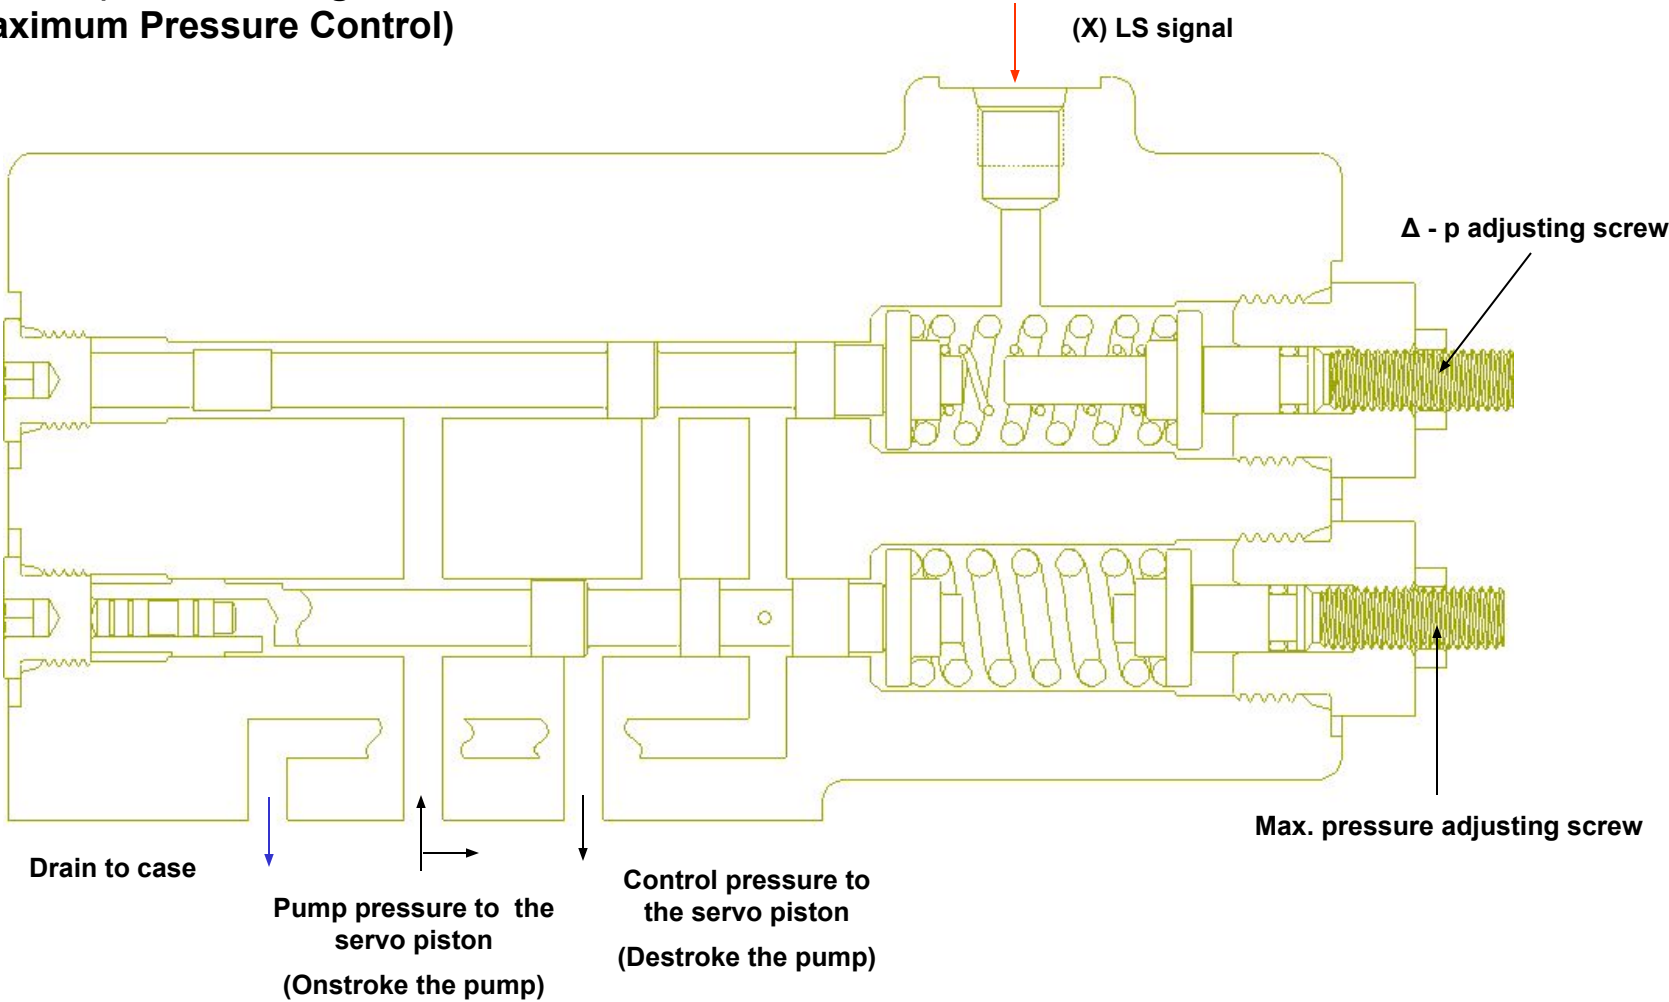 Maximum Pressure Control)
(X) LS signal
Δ - p adjusting screw
Max. pressure adjusting screw
Drain to case
Pump pressure to the
servo piston
(Onstroke the pump)
Control pressure to
the servo piston
(Destroke the pump)